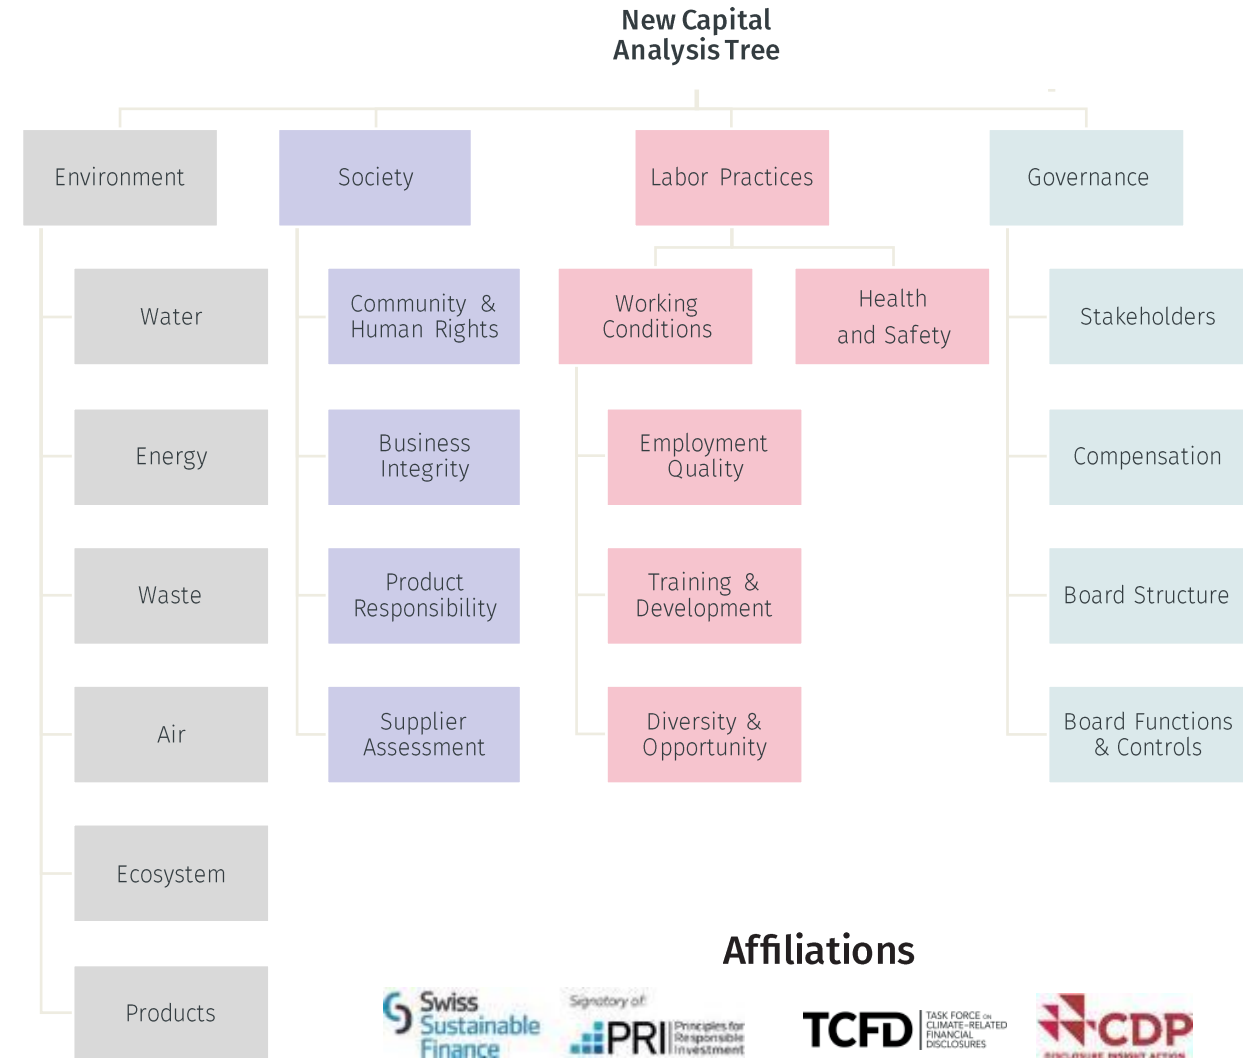 New Capital
Analysis Tree
Environment
Society
Labor Practices
Governance
Water
Community &
Human Rights
Working
Conditions
Health
and Safety
Stakeholders
Energy
Business
Integrity
Employment
Quality
Compensation
Waste
Product
Responsibility
Training &
Development
Board Structure
Air
Supplier
Assessment
Diversity &
Opportunity
Board Functions
& Controls
Ecosystem
Products
Affiliations
Swiss
Sustainable
Finance
Signatory of:
PRI
Principles for
Responsible
Investment
TCFD
TASK FORCE ON
CLIMATE-RELATED
FINANCIAL
DISCLOSURES
CDP
DISCLOSURE INSIGHT ACTION